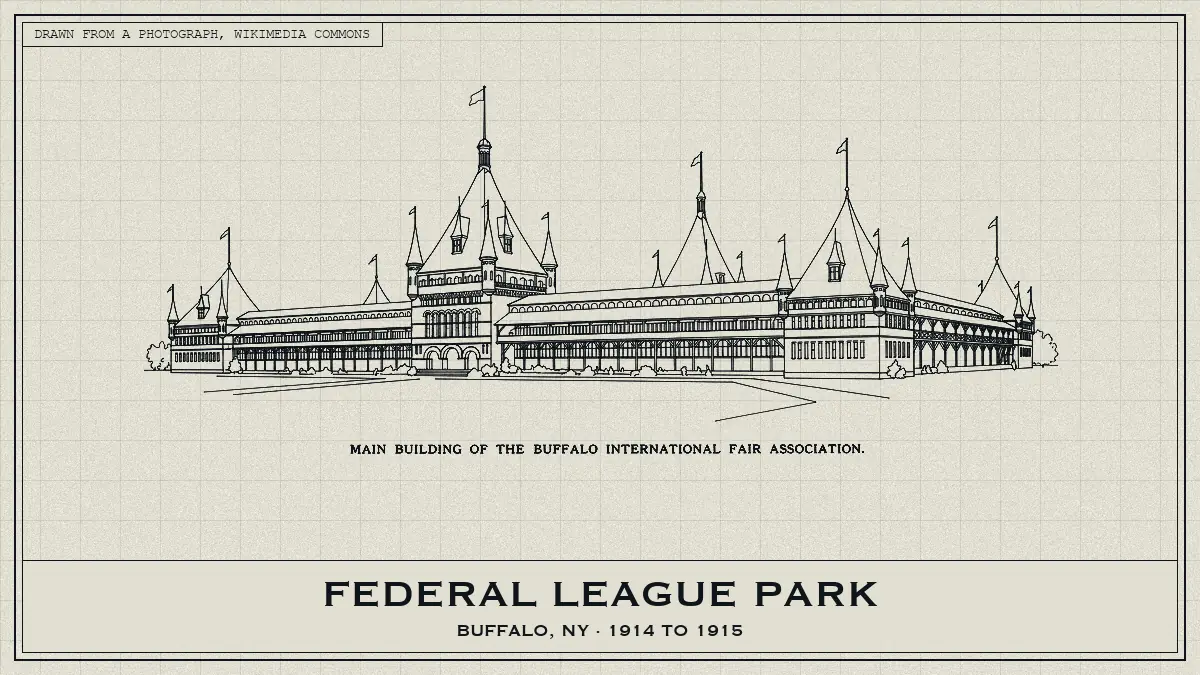 DRAWN FROM A PHOTOGRAPH, WIKIMEDIA COMMONS
MAIN BUILDING OF THE BUFFALO INTERNATIONAL FAIR ASSOCIATION.
FEDERAL LEAGUE PARK
BUFFALO, NY · 1914 TO 1915